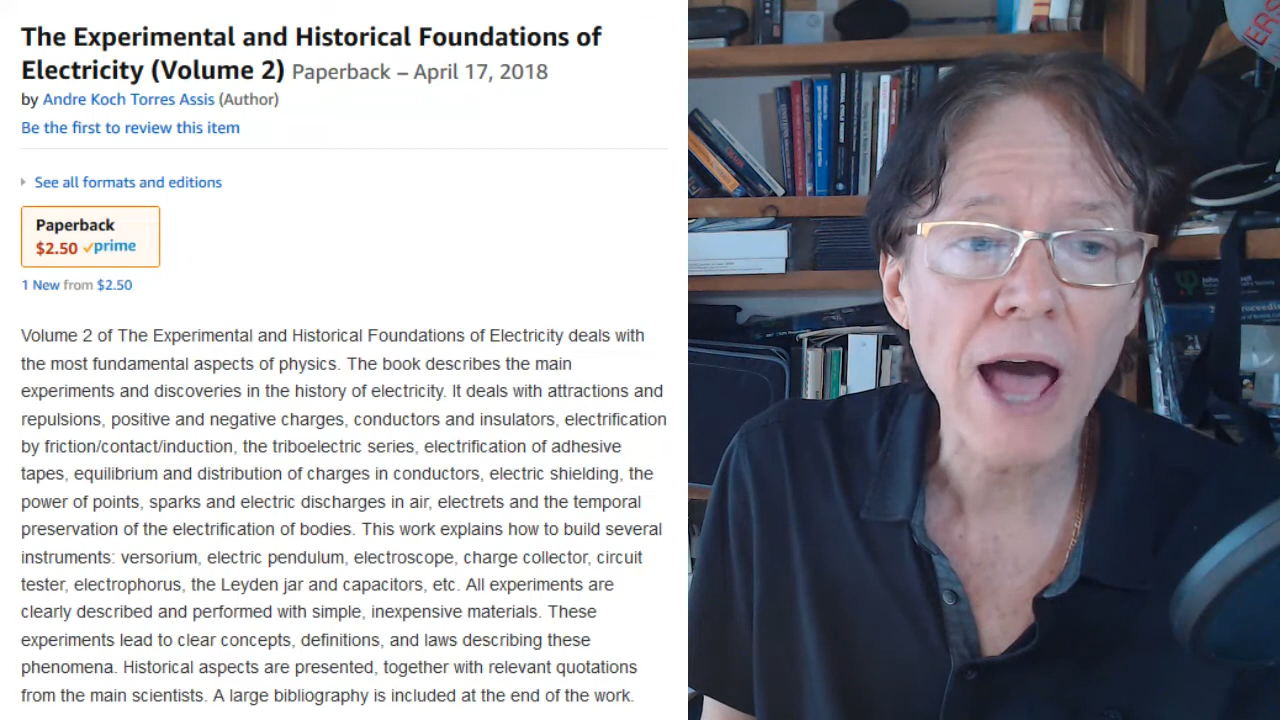 The Experimental and Historical Foundations of
Electricity (Volume 2) Paperback – April 17, 2018
by Andre Koch Torres Assis (Author)
Be the first to review this item
See all formats and editions
Paperback
$2.50 prime
1 New from $2.50
Volume 2 of The Experimental and Historical Foundations of Electricity deals with
the most fundamental aspects of physics. The book describes the main
experiments and discoveries in the history of electricity. It deals with attractions and
repulsions, positive and negative charges, conductors and insulators, electrification
by friction/contact/induction, the triboelectric series, electrification of adhesive
tapes, equilibrium and distribution of charges in conductors, electric shielding, the
power of points, sparks and electric discharges in air, electrets and the temporal
preservation of the electrification of bodies. This work explains how to build several
instruments: versorium, electric pendulum, electroscope, charge collector, circuit
tester, electrophorus, the Leyden jar and capacitors, etc. All experiments are
clearly described and performed with simple, inexpensive materials. These
experiments lead to clear concepts, definitions, and laws describing these
phenomena. Historical aspects are presented, together with relevant quotations
from the main scientists. A large bibliography is included at the end of the work.